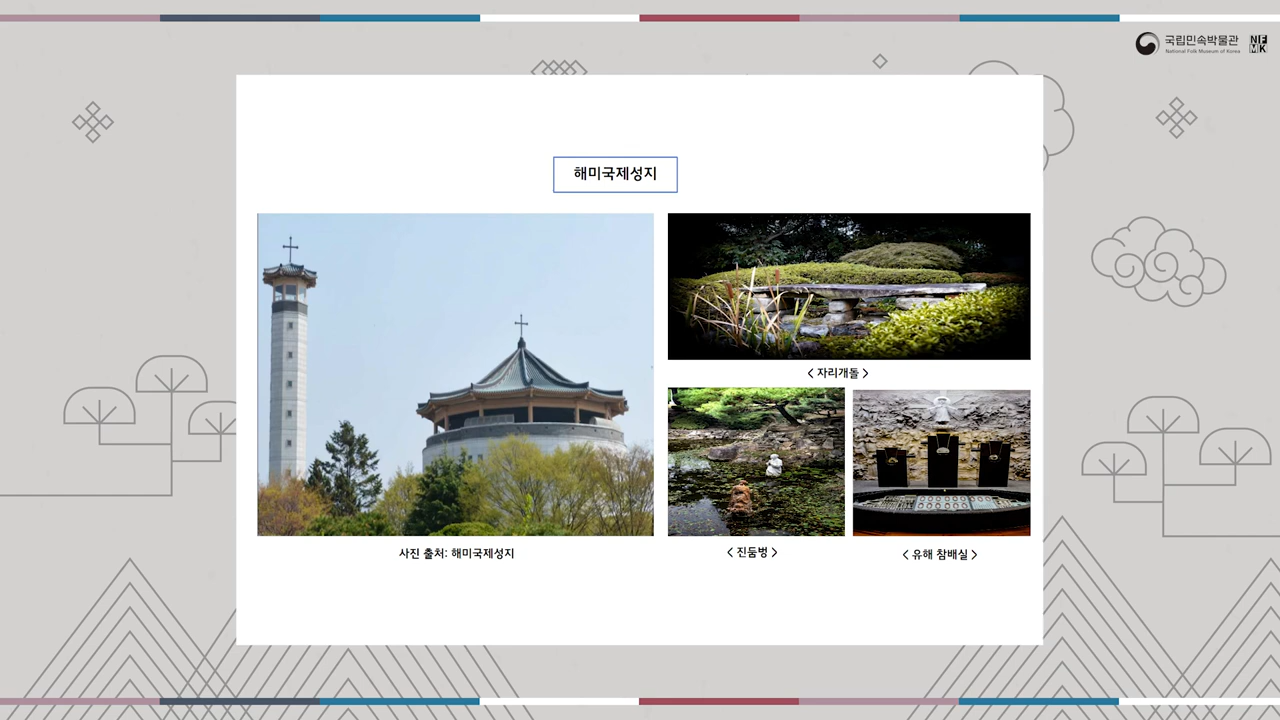 국립민속박물관
National Folk Museum of Korea
NF
MK
해미국제성지
< 자리개돌 >
사진 출처: 해미국제성지
< 진둠벙 >
< 유해 참배실 >